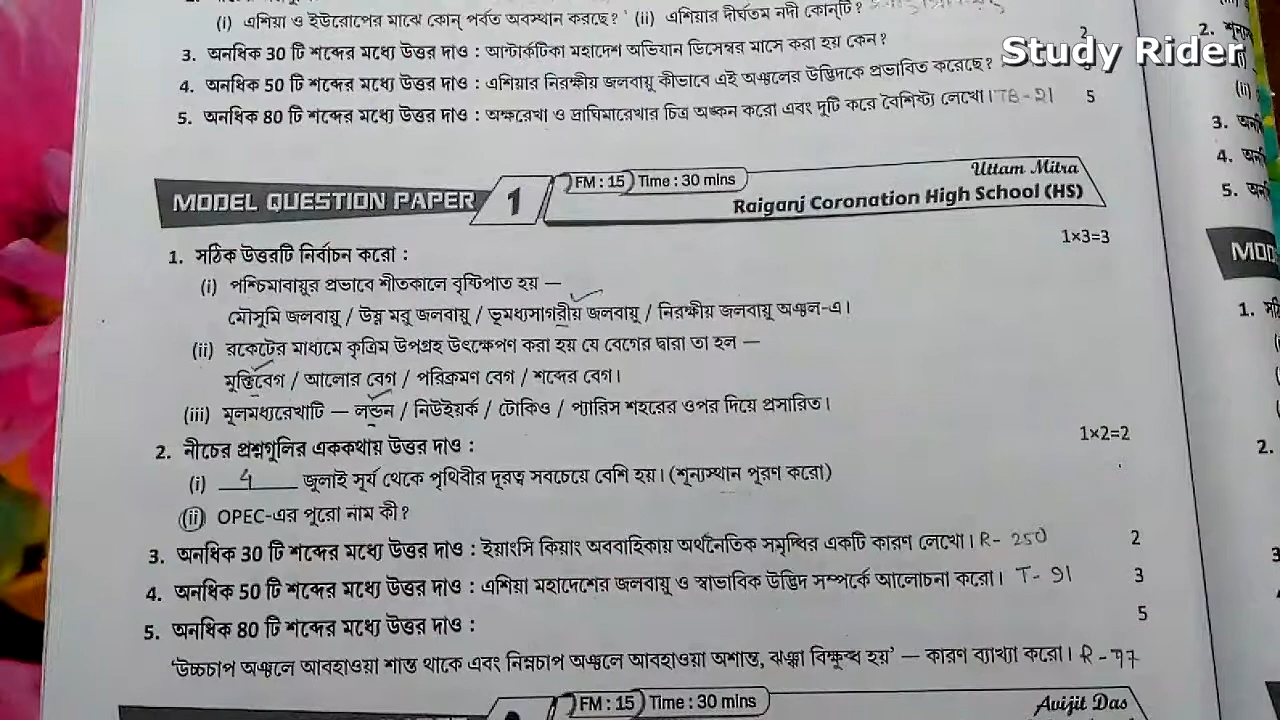 (i) এশিয়া ও ইউরোপের মাঝে কোন্ পর্বত অবস্থান করছে? (ii) এশিয়ার দীর্ঘতম নদী কোন্‌টি?
3. অনধিক 30 টি শব্দের মধ্যে উত্তর দাও : আন্টার্কটিকা মহাদেশ অভিযান ডিসেম্বর মাসে করা হয় কেন? 2
Study Rider
4. অনধিক 50 টি শব্দের মধ্যে উত্তর দাও : এশিয়ার নিরক্ষীয় জলবায়ু কীভাবে এই অঞ্চলের উদ্ভিদকে প্রভাবিত করেছে?
5. অনধিক 80 টি শব্দের মধ্যে উত্তর দাও : অক্ষরেখা ও দ্রাঘিমারেখার চিত্র অঙ্কন করো এবং দুটি করে বৈশিষ্ট্য লেখো। TB-21 5
MODEL QUESTION PAPER 1 FM : 15 Time : 30 mins Uttam Mitra
Raiganj Coronation High School (HS)
1. সঠিক উত্তরটি নির্বাচন করো : 1×3=3
(i) পশ্চিমাবায়ুর প্রভাবে শীতকালে বৃষ্টিপাত হয় —
মৌসুমি জলবায়ু / উষ্ণ মরু জলবায়ু / ভূমধ্যসাগরীয় জলবায়ু / নিরক্ষীয় জলবায়ু অঞ্চল-এ।
(ii) রকেটের মাধ্যমে কৃত্রিম উপগ্রহ উৎক্ষেপণ করা হয় যে বেগের দ্বারা তা হল —
মুক্তিবেগ / আলোর বেগ / পরিক্রমণ বেগ / শব্দের বেগ।
(iii) মূলমধ্যরেখাটি — লন্ডন / নিউইয়র্ক / টোকিও / প্যারিস শহরের ওপর দিয়ে প্রসারিত।
2. নীচের প্রশ্নগুলির এককথায় উত্তর দাও : 1×2=2
(i) 4 জুলাই সূর্য থেকে পৃথিবীর দূরত্ব সবচেয়ে বেশি হয়। (শূন্যস্থান পূরণ করো)
(ii) OPEC-এর পুরো নাম কী?
3. অনধিক 30 টি শব্দের মধ্যে উত্তর দাও : ইয়াংসি কিয়াং অববাহিকায় অর্থনৈতিক সমৃদ্ধির একটি কারণ লেখো। R- 250 2
4. অনধিক 50 টি শব্দের মধ্যে উত্তর দাও : এশিয়া মহাদেশের জলবায়ু ও স্বাভাবিক উদ্ভিদ সম্পর্কে আলোচনা করো। T- 91 3
5. অনধিক 80 টি শব্দের মধ্যে উত্তর দাও : 5
'উচ্চচাপ অঞ্চলে আবহাওয়া শান্ত থাকে এবং নিম্নচাপ অঞ্চলে আবহাওয়া অশান্ত, ঝঞ্ঝা বিক্ষুব্ধ হয়' — কারণ ব্যাখ্যা করো। R-77
FM : 15 Time : 30 mins Avijit Das
2.
(i)
(ii)
3.
4.
5.
1.
2.